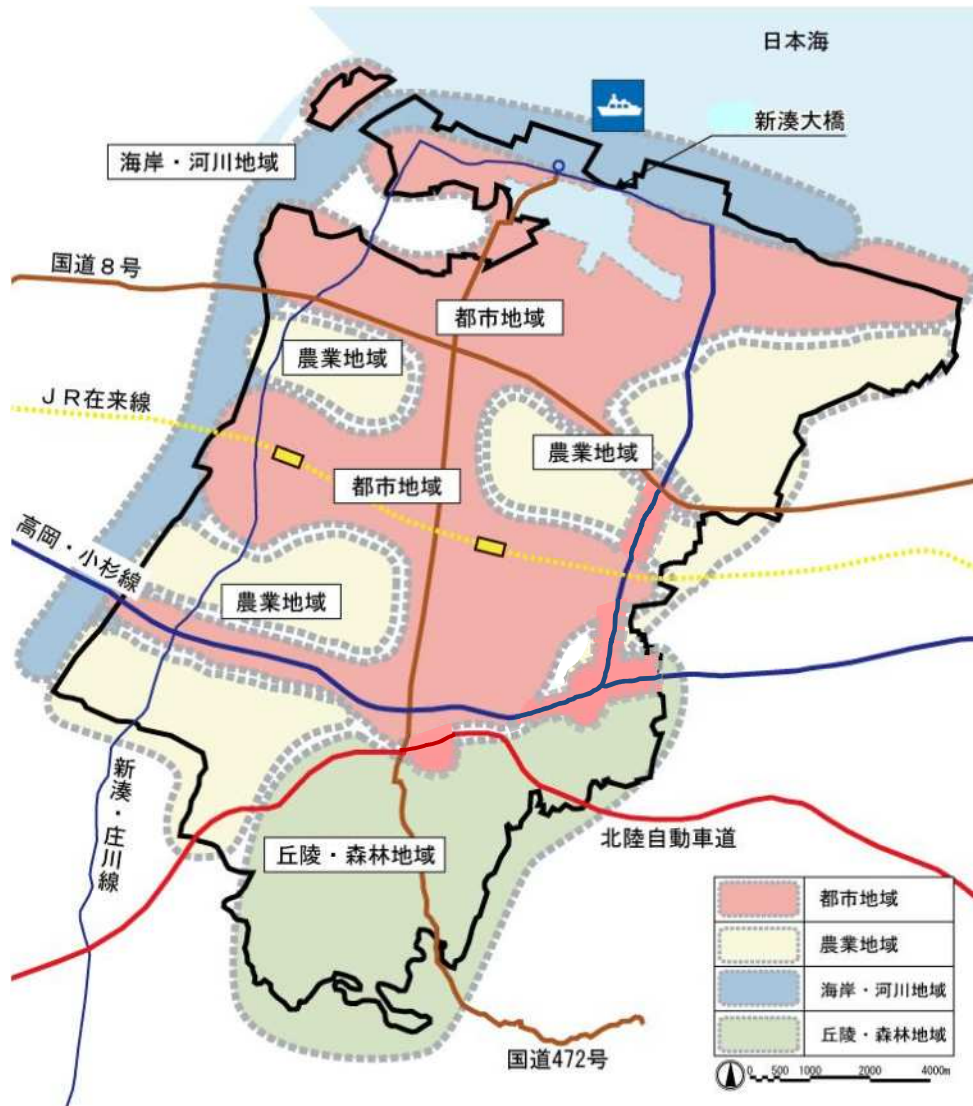 日本海
新湊大橋
海岸・河川地域
国道８号
都市地域
農業地域
ＪＲ在来線
農業地域
都市地域
高岡・小杉線
農業地域
新湊・庄川線
北陸自動車道
丘陵・森林地域
国道472号
都市地域
農業地域
海岸・河川地域
丘陵・森林地域
0 500 1000 2000 4000m